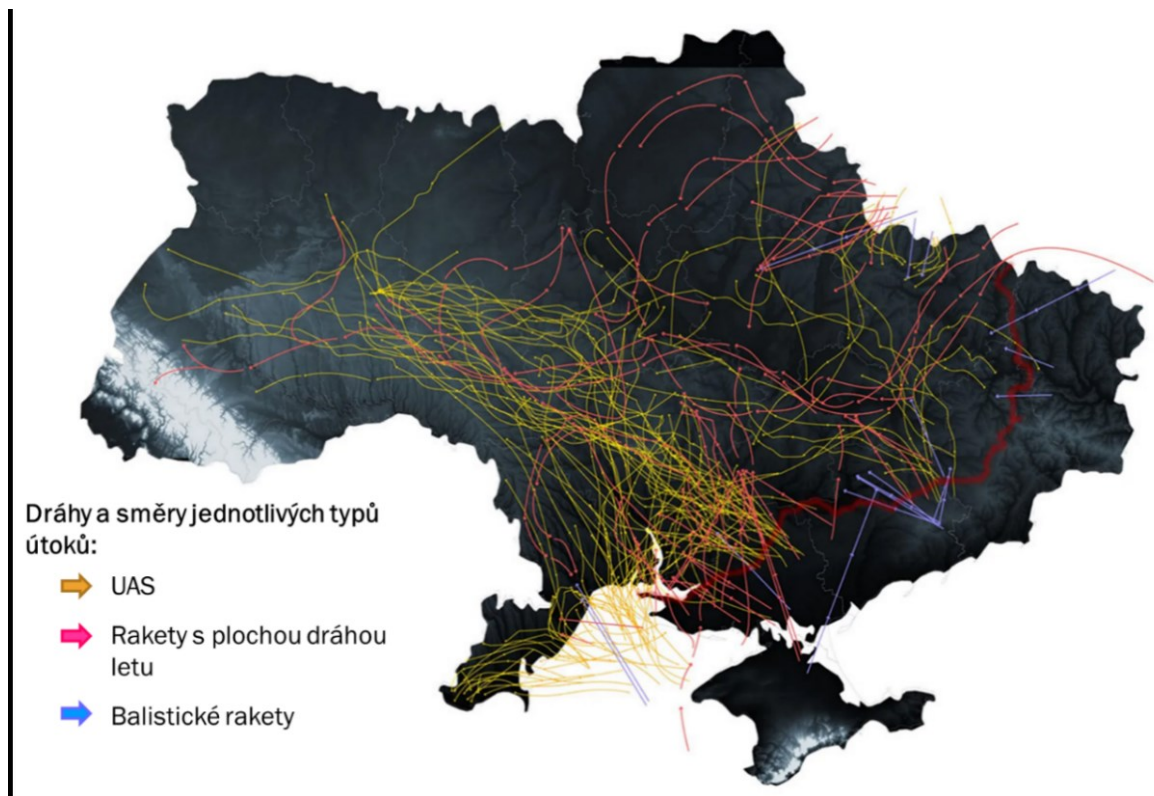 Dráhy a směry jednotlivých typů
útoků:
UAS
Rakety s plochou dráhou
letu
Balistické rakety